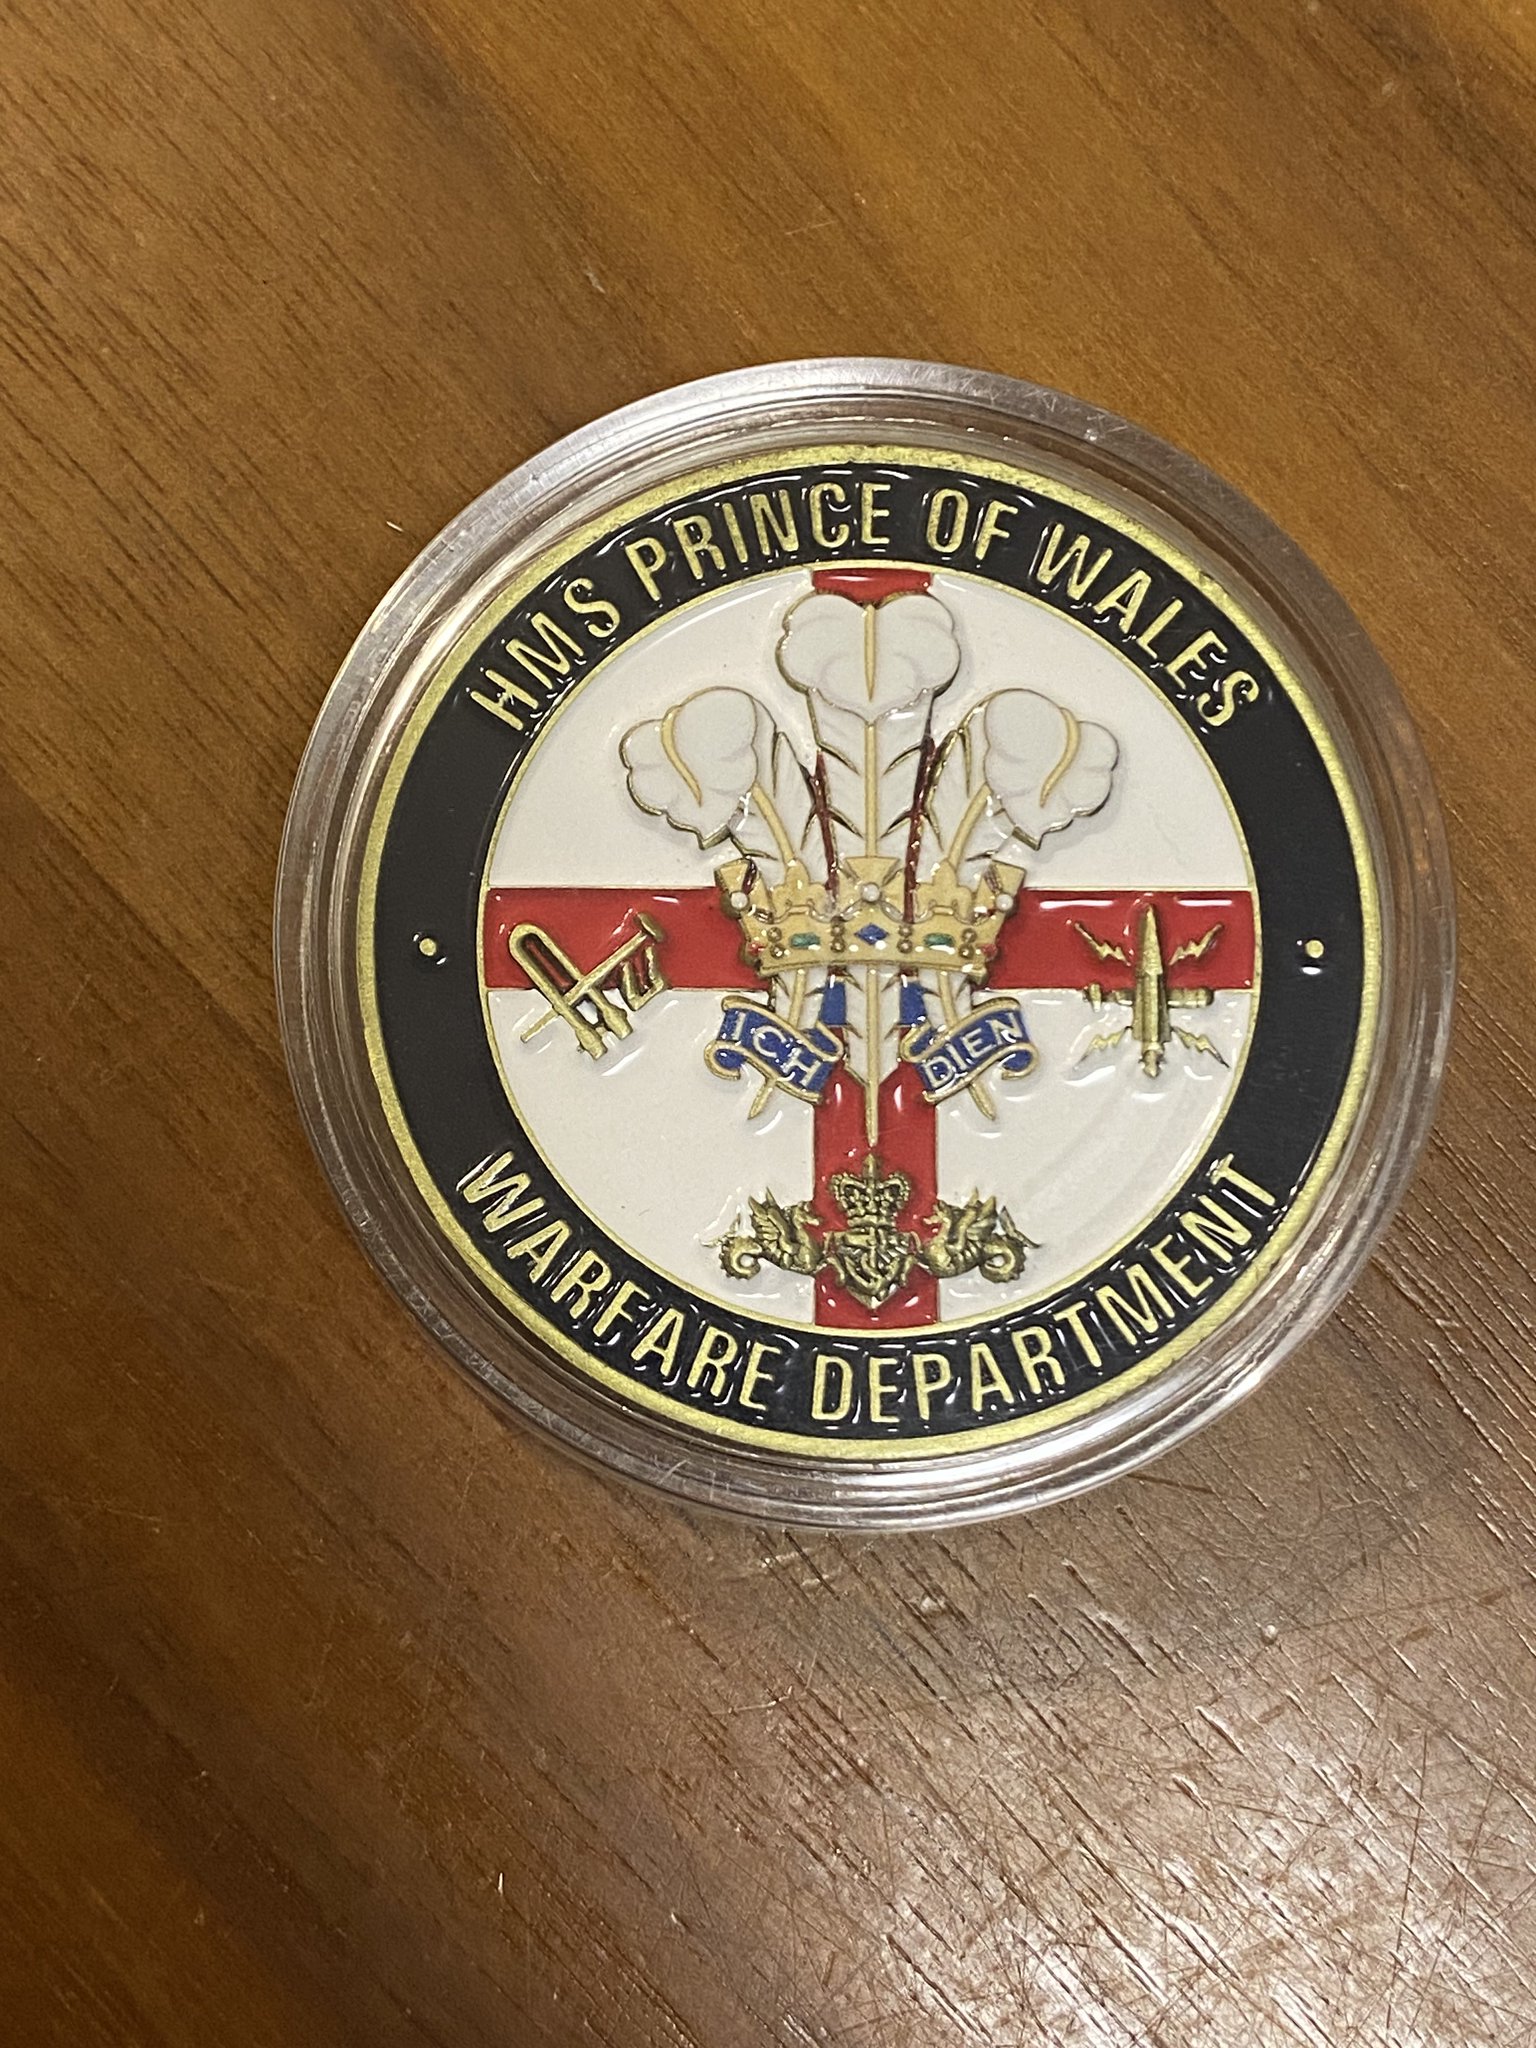 HMS PRINCE OF WALES
ICH DIEN
WARFARE DEPARTMENT